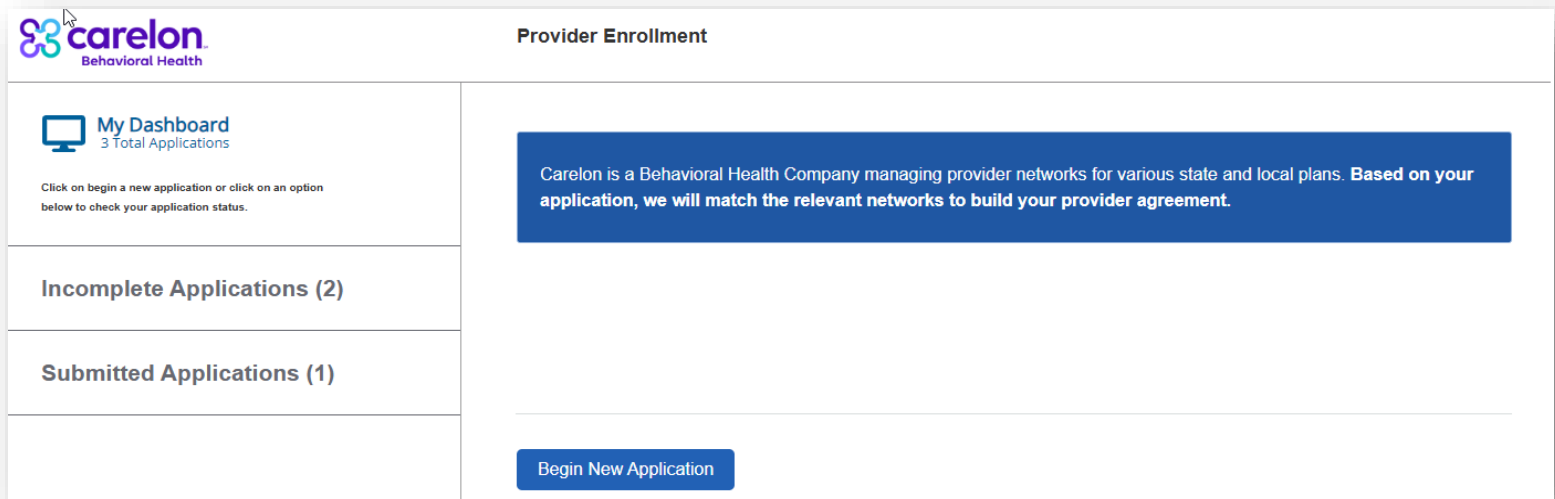 carelon
Behavioral Health
Provider Enrollment
My Dashboard
3 Total Applications
Click on begin a new application or click on an option
below to check your application status.
Incomplete Applications (2)
Submitted Applications (1)
Carelon is a Behavioral Health Company managing provider networks for various state and local plans. Based on your
application, we will match the relevant networks to build your provider agreement.
Begin New Application